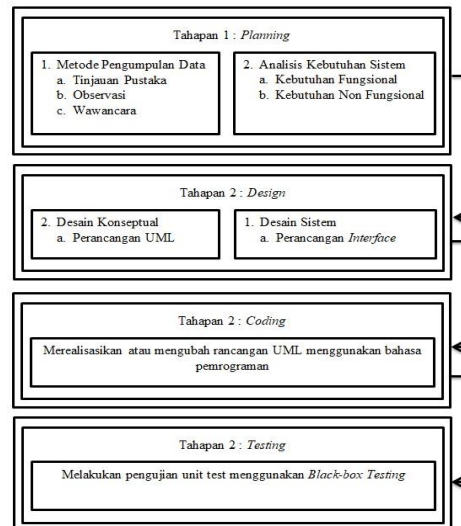 Tahapan 1 : Planning
1. Metode Pengumpulan Data
a. Tinjauan Pustaka
b. Observasi
c. Wawancara
2. Analisis Kebutuhan Sistem
a. Kebutuhan Fungsional
b. Kebutuhan Non Fungsional
Tahapan 2 : Design
2. Desain Konseptual
a. Perancangan UML
1. Desain Sistem
a. Perancangan Interface
Tahapan 2 : Coding
Merealisasikan atau mengubah rancangan UML menggunakan bahasa
pemrograman
Tahapan 2 : Testing
Melakukan pengujian unit test menggunakan Black-box Testing